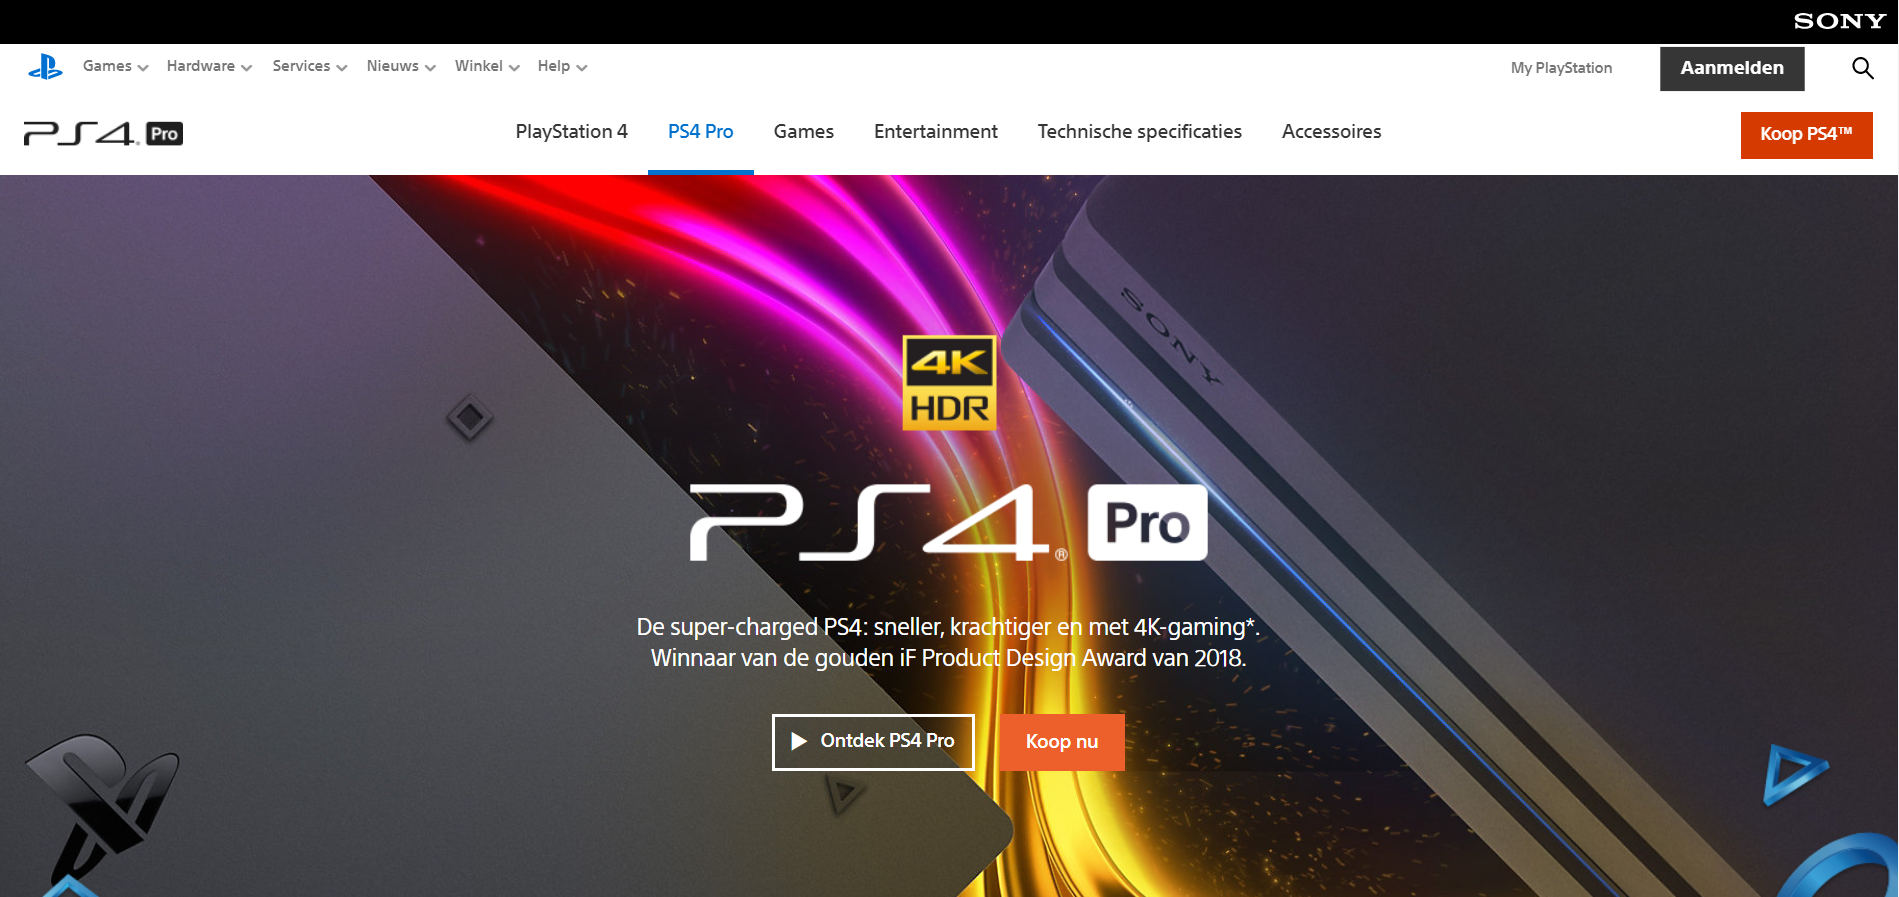 SONY
Games
Hardware
Services
Nieuws
Winkel
Help
My PlayStation
Aanmelden
PS4 Pro
PlayStation 4
PS4 Pro
Games
Entertainment
Technische specificaties
Accessoires
Koop PS4™
SONY
4K
HDR
PS4® Pro
De super-charged PS4: sneller, krachtiger en met 4K-gaming*.
Winnaar van de gouden iF Product Design Award van 2018.
Ontdek PS4 Pro
Koop nu